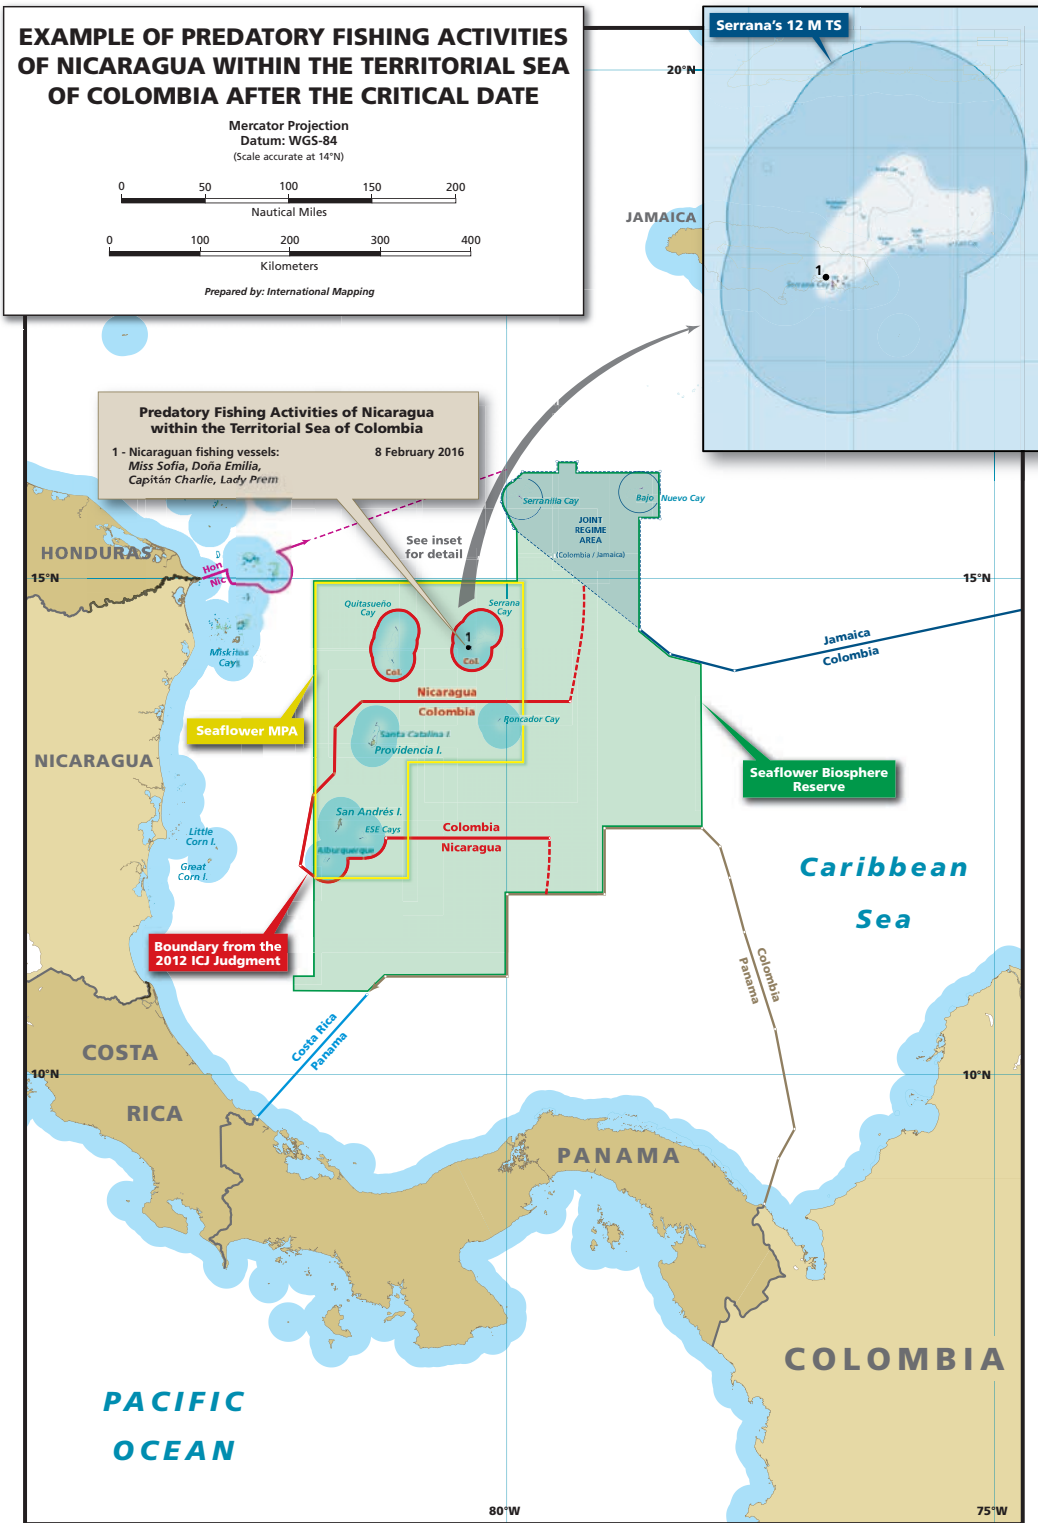 EXAMPLE OF PREDATORY FISHING ACTIVITIES
OF NICARAGUA WITHIN THE TERRITORIAL SEA
OF COLOMBIA AFTER THE CRITICAL DATE
Mercator Projection
Datum: WGS-84
(Scale accurate at 14°N)
0 50 100 150 200
Nautical Miles
0 100 200 300 400
Kilometers
Prepared by: International Mapping
Serrana's 12 M TS
1
Serrana Cay
20°N
JAMAICA
Predatory Fishing Activities of Nicaragua
within the Territorial Sea of Colombia
1 - Nicaraguan fishing vessels: 8 February 2016
Miss Sofia, Doña Emilia,
Capitán Charlie, Lady Prem
See inset
for detail
Serranilla Cay
Bajo Nuevo Cay
JOINT
REGIME
AREA
(Colombia / Jamaica)
HONDURAS
Hon
Nic
15°N
15°N
Quitasueño
Cay
Serrana
Cay
1
Col.
Col.
Miskitos
Cays
Jamaica
Colombia
Nicaragua
Colombia
Seaflower MPA
Santa Catalina I.
Providencia I.
Roncador Cay
NICARAGUA
Seaflower Biosphere
Reserve
San Andrés I.
ESE Cays
Alburquerque
Colombia
Nicaragua
Little
Corn I.
Great
Corn I.
Caribbean
Sea
Boundary from the
2012 ICJ Judgment
Colombia
Panama
Costa Rica
Panama
COSTA
RICA
10°N
10°N
PANAMA
COLOMBIA
PACIFIC
OCEAN
80°W
75°W